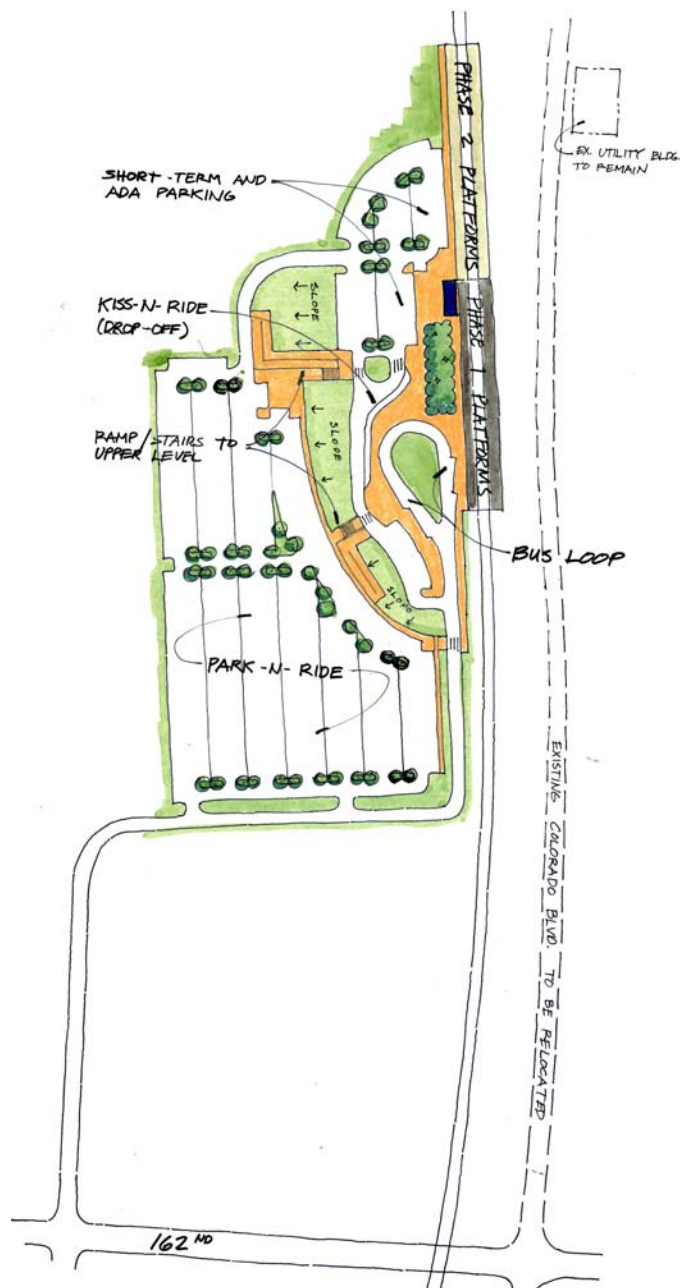 PHASE 2 PLATFORMS
EX. UTILITY BLDG.
TO REMAIN
SHORT-TERM AND
ADA PARKING
SLOPE
KISS-N-RIDE
(DROP-OFF)
PHASE 1 PLATFORMS
RAMP/STAIRS TO
UPPER LEVEL
SLOPE
BUS LOOP
SLOPE
PARK-N-RIDE
EXISTING COLORADO BLVD. TO BE RELOCATED
162ND